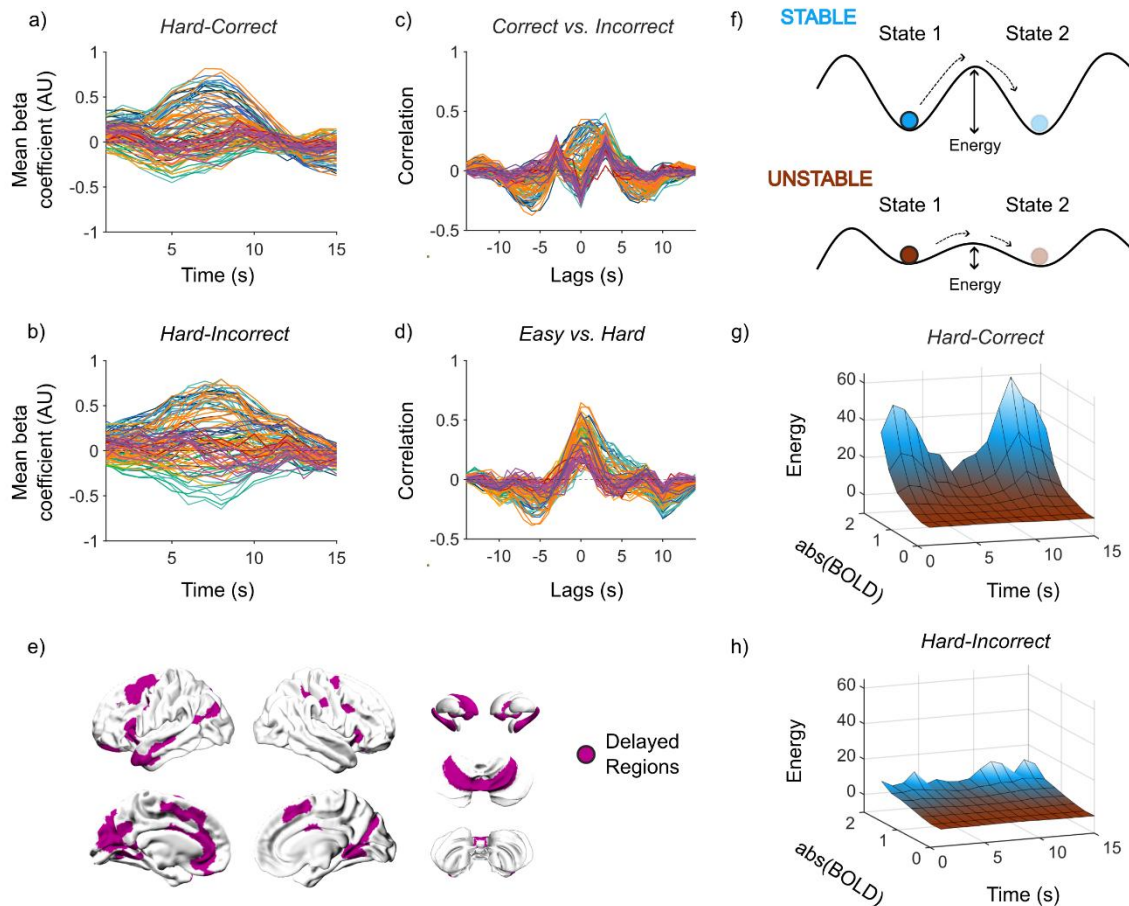 a)
Hard-Correct
1
0.5
0
-0.5
-1
Mean beta
coefficient (AU)
5
10
15
Time (s)
b)
Hard-Incorrect
1
0.5
0
-0.5
-1
Mean beta
coefficient (AU)
5
10
15
Time (s)
c)
Correct vs. Incorrect
1
0.5
0
-0.5
Correlation
-10
-5
0
5
10
Lags (s)
d)
Easy vs. Hard
1
0.5
0
-0.5
Correlation
-10
-5
0
5
10
Lags (s)
e)
Delayed
Regions
f)
STABLE
State 1
State 2
Energy
UNSTABLE
State 1
State 2
Energy
g)
Hard-Correct
60
40
20
0
Energy
2
1
0
abs(BOLD)
0
5
10
15
Time (s)
h)
Hard-Incorrect
60
40
20
0
Energy
2
1
0
abs(BOLD)
0
5
10
15
Time (s)